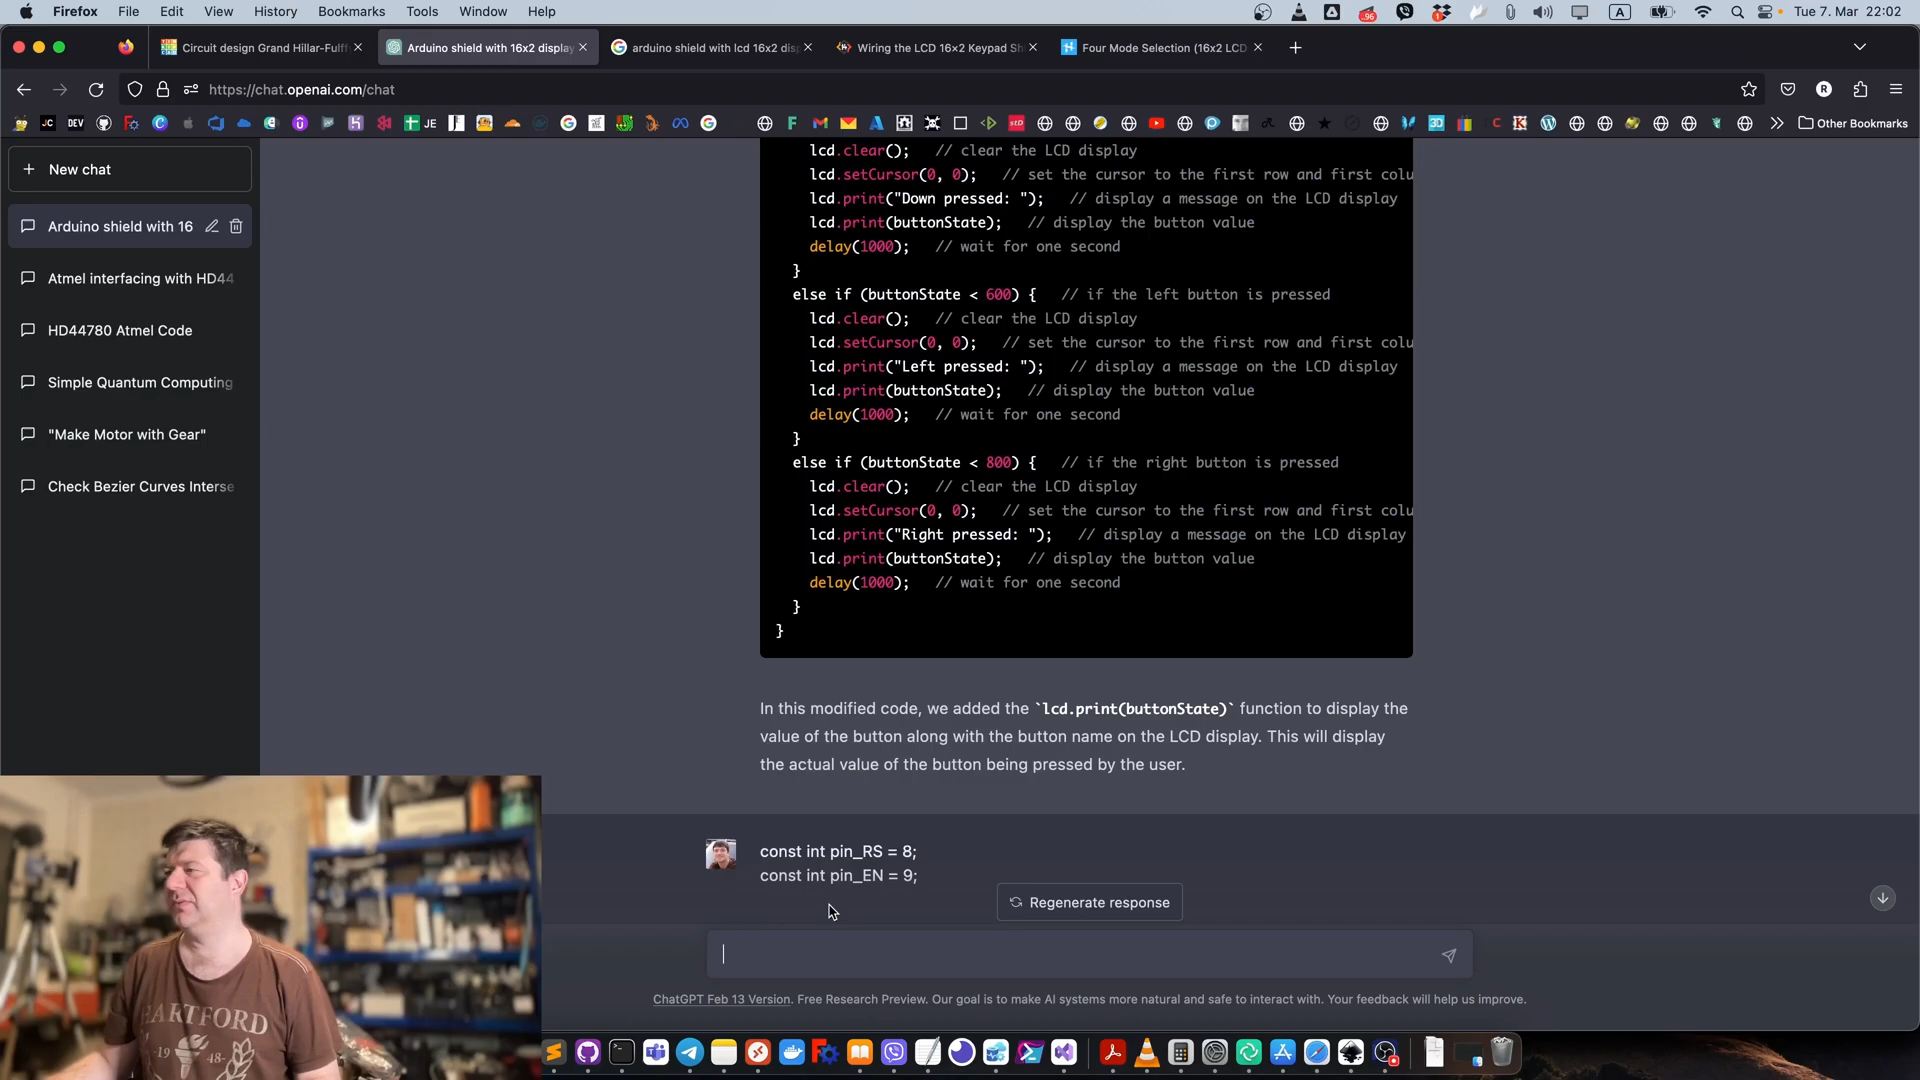 Firefox File Edit View History Bookmarks Tools Window Help
.96
1
A
Tue 7. Mar 22:02
Circuit design Grand Hillar-Fulf
Arduino shield with 16x2 display
arduino shield with lcd 16x2 dis
Wiring the LCD 16×2 Keypad Sh
Four Mode Selection (16x2 LCD
https://chat.openai.com/chat
R
JC DEV JE Other Bookmarks
New chat
Arduino shield with 16
Atmel interfacing with HD44
HD44780 Atmel Code
Simple Quantum Computing
"Make Motor with Gear"
Check Bezier Curves Interse
lcd.clear(); // clear the LCD display
lcd.setCursor(0, 0); // set the cursor to the first row and first colu
lcd.print("Down pressed: "); // display a message on the LCD display
lcd.print(buttonState); // display the button value
delay(1000); // wait for one second
}
else if (buttonState < 600) { // if the left button is pressed
lcd.clear(); // clear the LCD display
lcd.setCursor(0, 0); // set the cursor to the first row and first colu
lcd.print("Left pressed: "); // display a message on the LCD display
lcd.print(buttonState); // display the button value
delay(1000); // wait for one second
}
else if (buttonState < 800) { // if the right button is pressed
lcd.clear(); // clear the LCD display
lcd.setCursor(0, 0); // set the cursor to the first row and first colu
lcd.print("Right pressed: "); // display a message on the LCD display
lcd.print(buttonState); // display the button value
delay(1000); // wait for one second
}
}
In this modified code, we added the `lcd.print(buttonState)` function to display the
value of the button along with the button name on the LCD display. This will display
the actual value of the button being pressed by the user.
const int pin_RS = 8;
const int pin_EN = 9;
Regenerate response
ChatGPT Feb 13 Version. Free Research Preview. Our goal is to make AI systems more natural and safe to interact with. Your feedback will help us improve.
HARTFORD
19 48